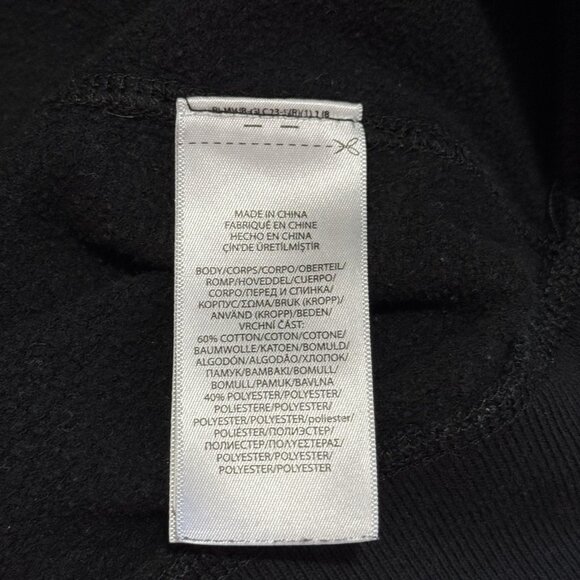 MADE IN CHINA
FABRIQUÉ EN CHINE
HECHO EN CHINA
ÇİN'DE ÜRETİLMİŞTİR
BODY/CORPS/CORPO/OBERTEIL/
ROMP/HOVEDDEL/CUERPO/
CORPO/ПЕРЕД И СПИНКА/
КОРПУС/ΣΩΜΑ/BRUK (KROPP)/
ANVÄND (KROPP)/BEDEN/
VRCHNÍ ČÁST:
60% COTTON/COTON/COTONE/
BAUMWOLLE/KATOEN/BOMULD/
ALGODÓN/ALGODÃO/ХЛОПОК/
ПАМУК/ΒΑΜΒΑΚΙ/BOMULL/
BOMULL/PAMUK/BAVLNA
40% POLYESTER/POLYESTER/
POLIESTERE/POLYESTER/
POLYESTER/POLYESTER/poliester/
POLIÉSTER/ПОЛИЭСТЕР/
ПОЛИЕСТЕР/ΠΟΛΥΕΣΤΕΡΑΣ/
POLYESTER/POLYESTER/
POLYESTER/POLYESTER